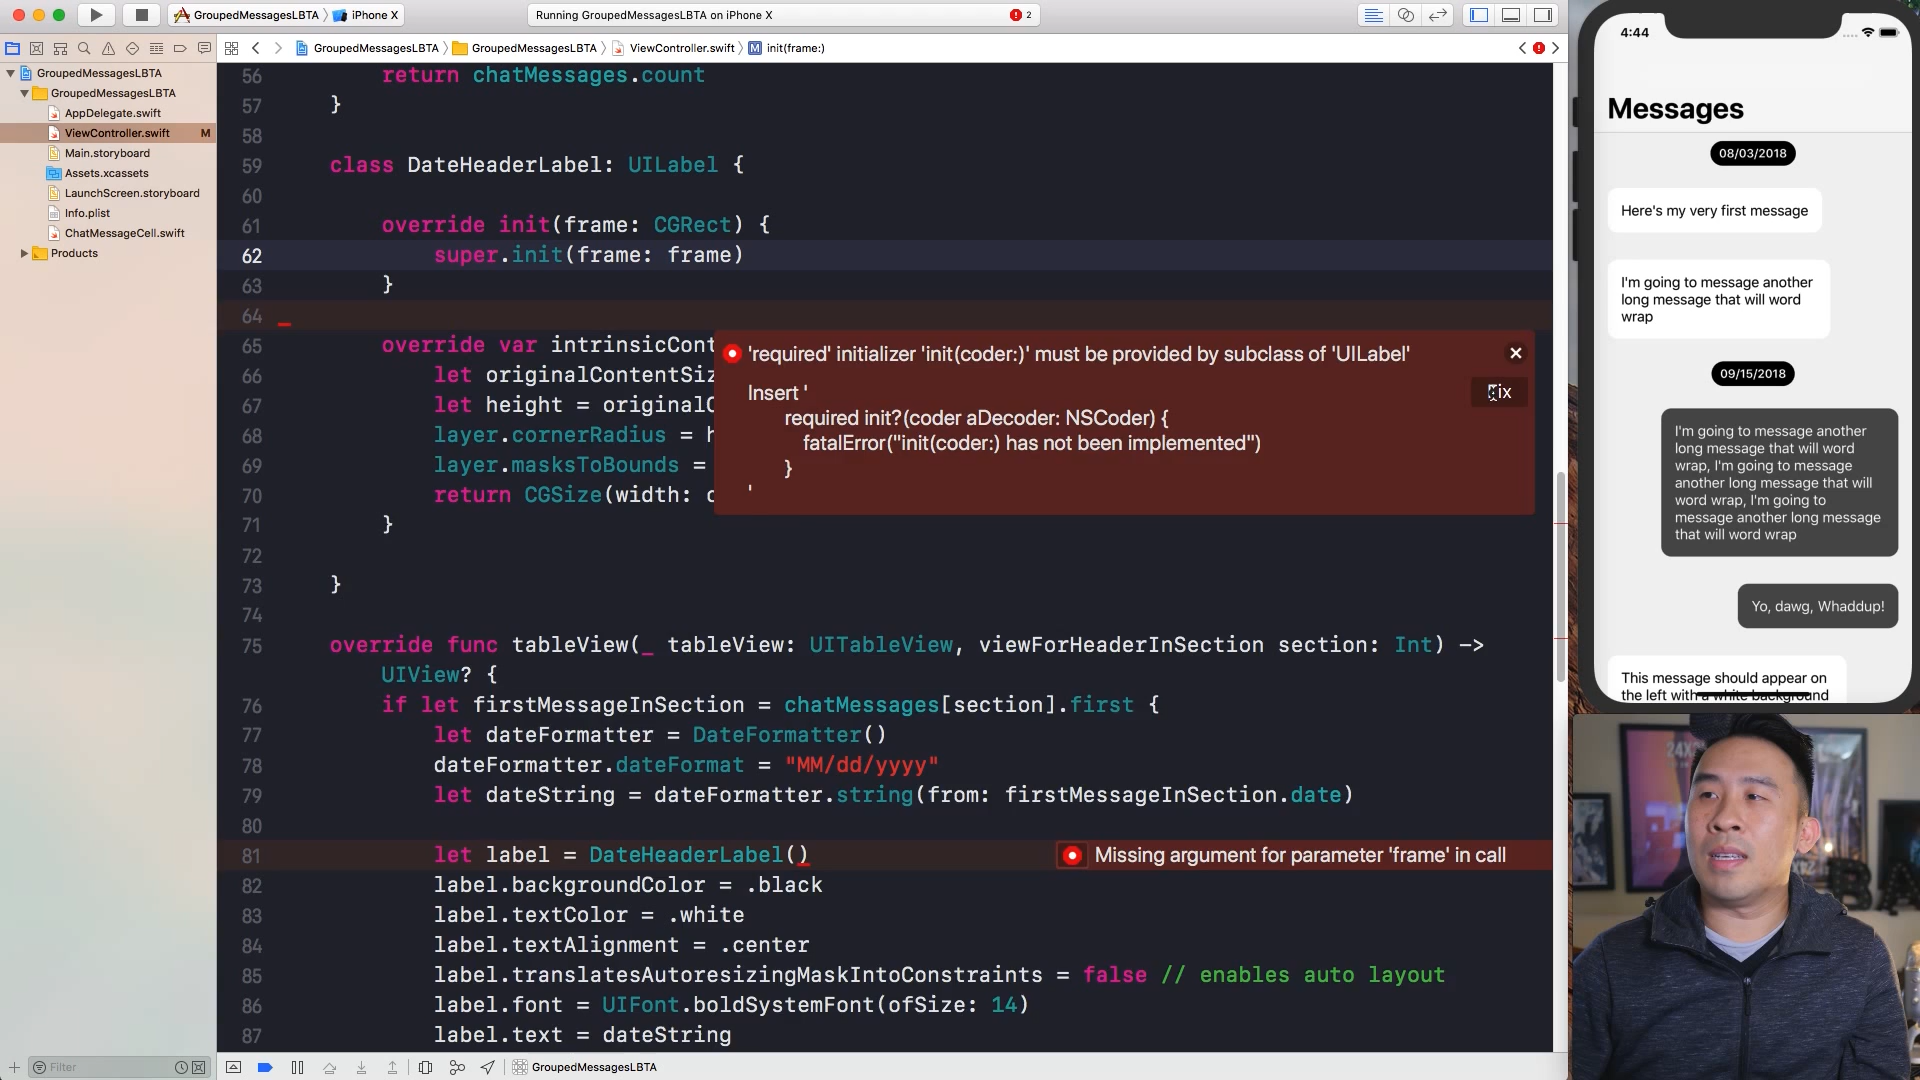 GroupedMessagesLBTA iPhone X
Running GroupedMessagesLBTA on iPhone X
2
GroupedMessagesLBTA GroupedMessagesLBTA ViewController.swift M init(frame:)
GroupedMessagesLBTA
GroupedMessagesLBTA
AppDelegate.swift
ViewController.swift M
Main.storyboard
Assets.xcassets
LaunchScreen.storyboard
Info.plist
ChatMessageCell.swift
Products
56 return chatMessages.count
57 }
58
59 class DateHeaderLabel: UILabel {
60
61 override init(frame: CGRect) {
62 super.init(frame: frame)
63 }
64
65 override var intrinsicCont
66 let originalContentSiz
67 let height = original
68 layer.cornerRadius =
69 layer.masksToBounds =
70 return CGSize(width:
71 }
72
73 }
74
75 override func tableView(_ tableView: UITableView, viewForHeaderInSection section: Int) ->
UIView? {
76 if let firstMessageInSection = chatMessages[section].first {
77 let dateFormatter = DateFormatter()
78 dateFormatter.dateFormat = "MM/dd/yyyy"
79 let dateString = dateFormatter.string(from: firstMessageInSection.date)
80
81 let label = DateHeaderLabel() Missing argument for parameter 'frame' in call
82 label.backgroundColor = .black
83 label.textColor = .white
84 label.textAlignment = .center
85 label.translatesAutoresizingMaskIntoConstraints = false // enables auto layout
86 label.font = UIFont.boldSystemFont(ofSize: 14)
87 label.text = dateString
'required' initializer 'init(coder:)' must be provided by subclass of 'UILabel'
Insert '
required init?(coder aDecoder: NSCoder) {
fatalError("init(coder:) has not been implemented")
}
'
Fix
Filter
GroupedMessagesLBTA
4:44
Messages
08/03/2018
Here's my very first message
I'm going to message another
long message that will word
wrap
09/15/2018
I'm going to message another
long message that will word
wrap, I'm going to message
another long message that will
word wrap, I'm going to
message another long message
that will word wrap
Yo, dawg, Whaddup!
This message should appear on
the left with a white background